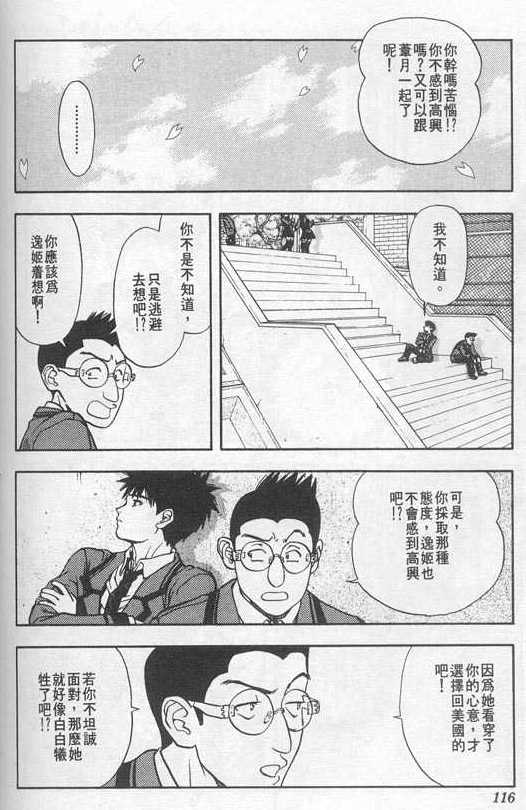 你幹嗎苦惱!?
你不感到高興
嗎？又可以跟
葦月一起了
呢！
…………
我不知道。
你不是不知道，
只是逃避
去想吧!?
你應該為
逸姬着想啊！
可是，
你採取那種
態度，逸姬也
不會感到高興
吧!?
因為她看穿了
你的心意，才
選擇回美國的
吧！
若你不坦誠
面對，那麼她
就好像白白犧
牲了吧!?
116